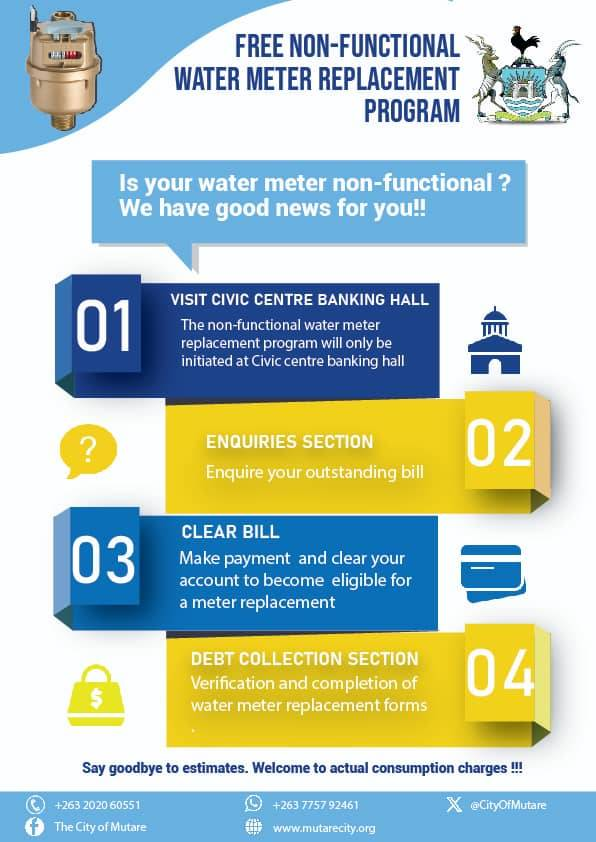 FREE NON-FUNCTIONAL
WATER METER REPLACEMENT
PROGRAM
Is your water meter non-functional ?
We have good news for you!!
01
VISIT CIVIC CENTRE BANKING HALL
The non-functional water meter
replacement program will only be
initiated at Civic centre banking hall
?
ENQUIRIES SECTION
Enquire your outstanding bill
02
03
CLEAR BILL
Make payment and clear your
account to become eligible for
a meter replacement
$
DEBT COLLECTION SECTION
Verification and completion of
water meter replacement forms
.
04
Say goodbye to estimates. Welcome to actual consumption charges !!!
+263 2020 60551
+263 7757 92461
@CityOfMutare
The City of Mutare
www.mutarecity.org